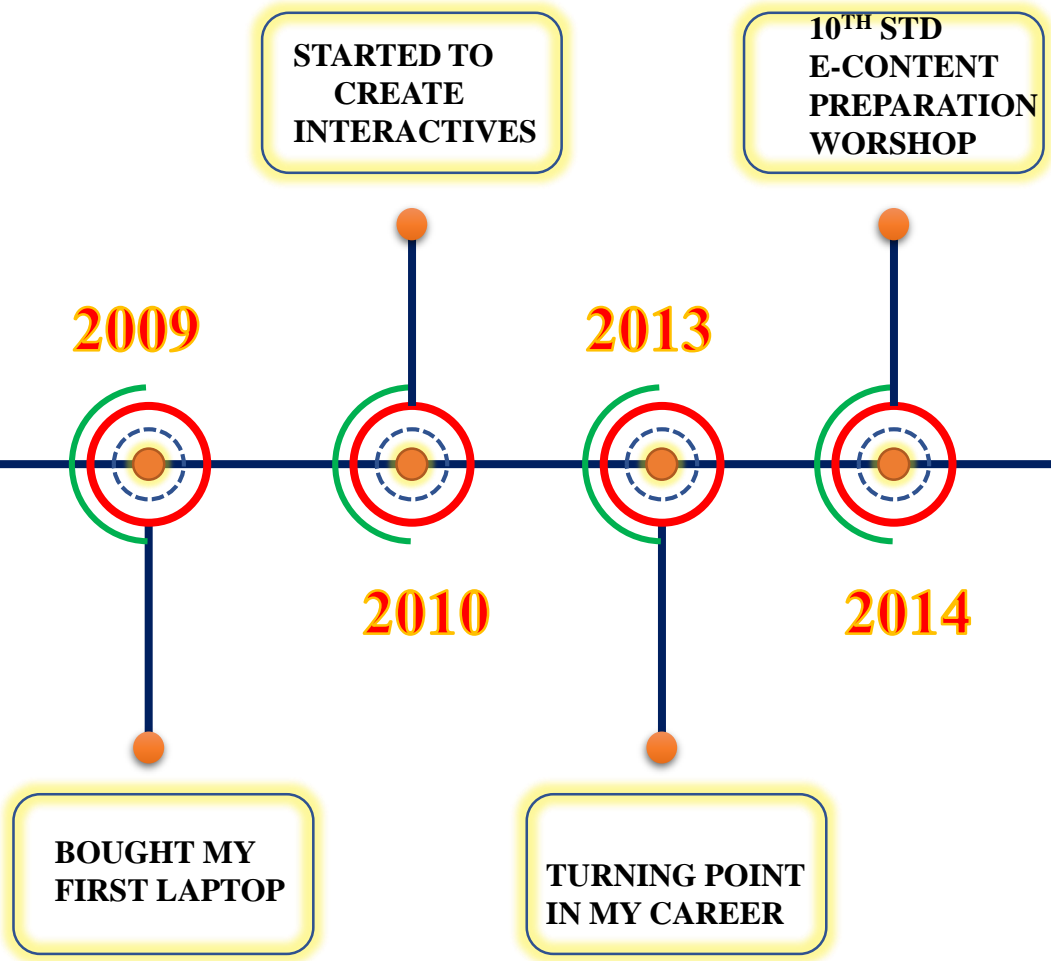 STARTED TO
CREATE
INTERACTIVES
10TH STD
E-CONTENT
PREPARATION
WORSHOP
2009
2013
2010
2014
BOUGHT MY
FIRST LAPTOP
TURNING POINT
IN MY CAREER